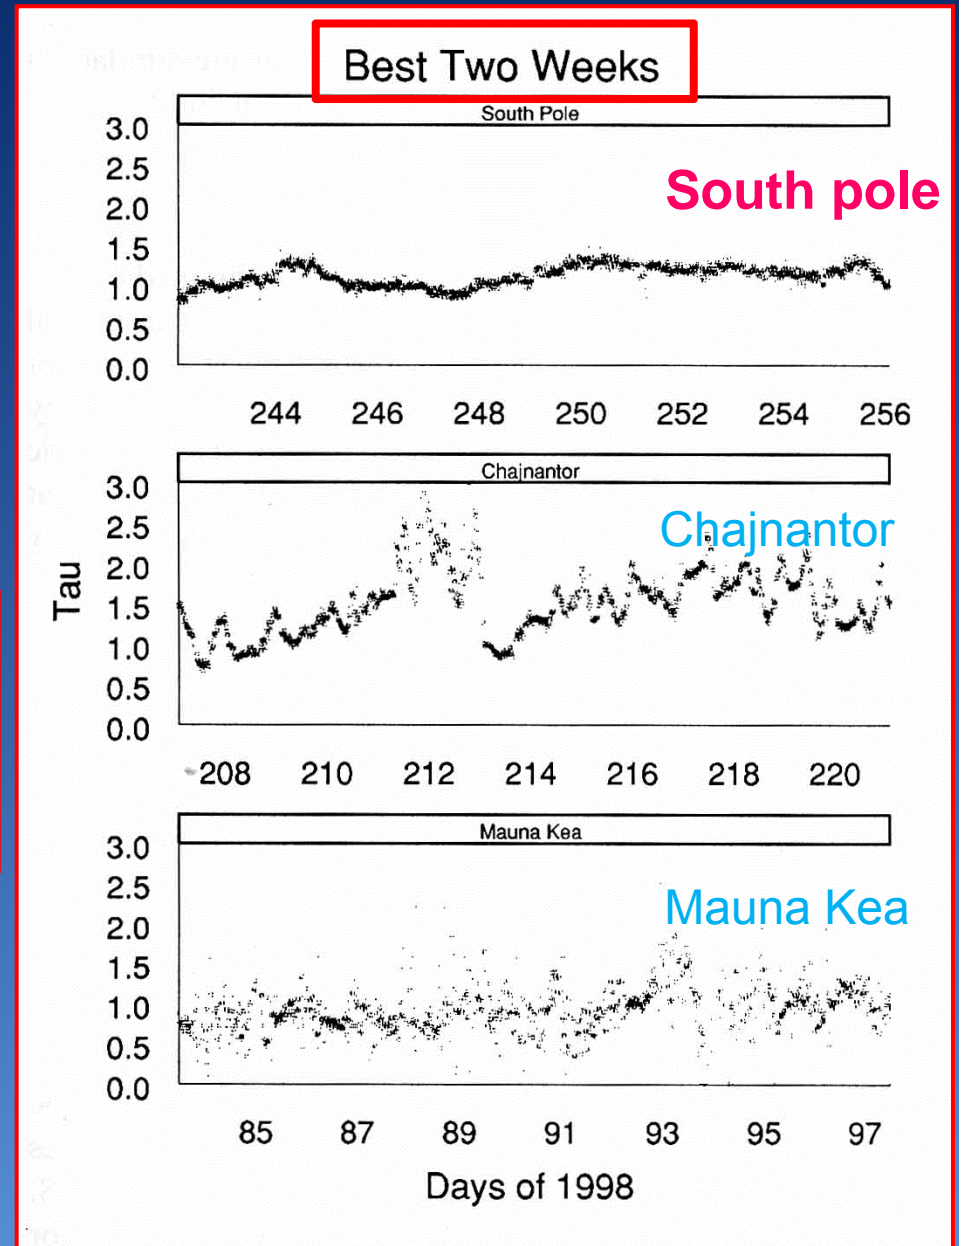 Best Two Weeks
South Pole
South pole
3.0
2.5
2.0
1.5
1.0
0.5
0.0
244 246 248 250 252 254 256
Chajnantor
Chajnantor
3.0
2.5
2.0
1.5
1.0
0.5
0.0
Tau
208 210 212 214 216 218 220
Mauna Kea
Mauna Kea
3.0
2.5
2.0
1.5
1.0
0.5
0.0
85 87 89 91 93 95 97
Days of 1998